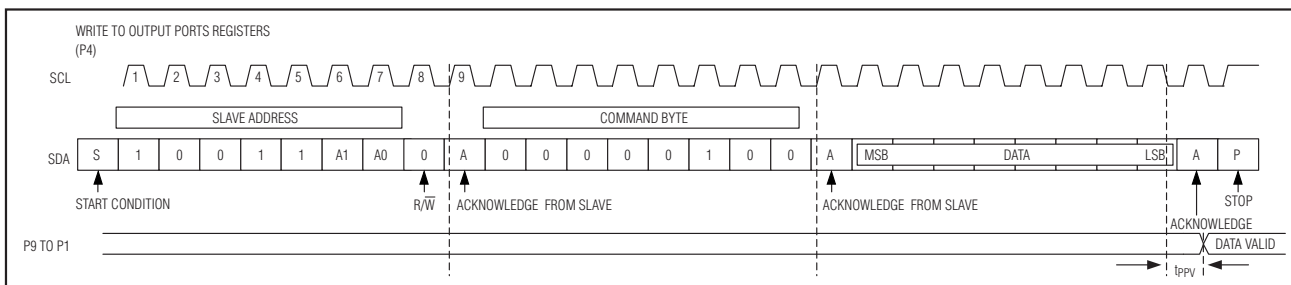 WRITE TO OUTPUT PORTS REGISTERS
(P4)
SCL 1 2 3 4 5 6 7 8 9
SLAVE ADDRESS COMMAND BYTE
SDA S 1 0 0 1 1 A1 A0 0 A 0 0 0 0 0 1 0 0 A MSB DATA LSB A P
START CONDITION R/W̅ ACKNOWLEDGE FROM SLAVE ACKNOWLEDGE FROM SLAVE STOP
ACKNOWLEDGE
P9 TO P1 DATA VALID
tPPV